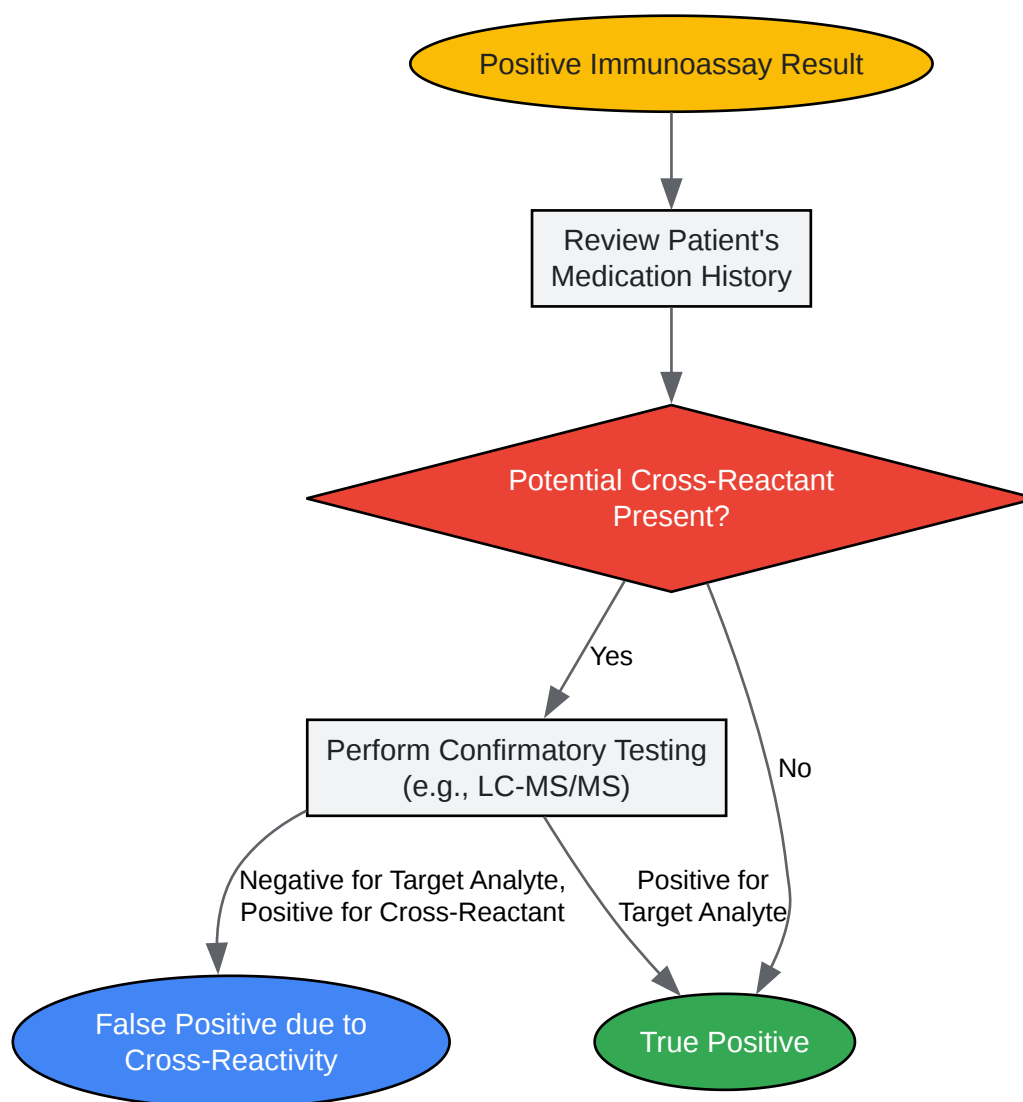 Positive Immunoassay Result
Review Patient's
Medication History
Potential Cross-Reactant
Present?
Yes
No
Perform Confirmatory Testing
(e.g., LC-MS/MS)
Negative for Target Analyte,
Positive for Cross-Reactant
Positive for
Target Analyte
False Positive due to
Cross-Reactivity
True Positive